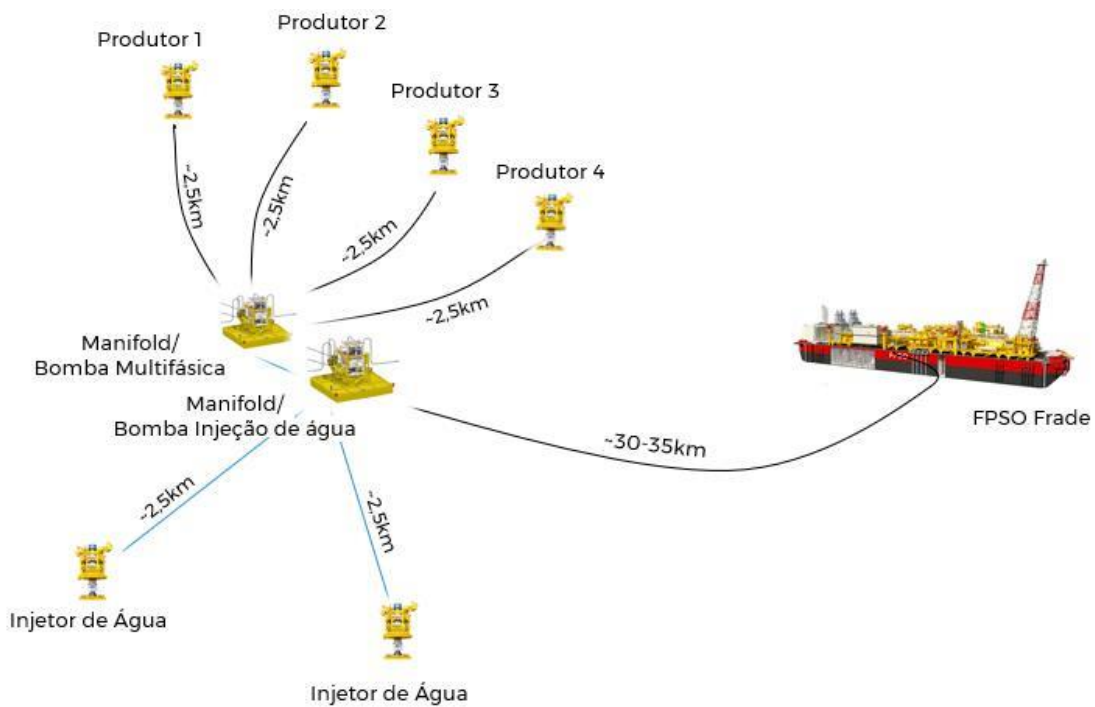 Produtor 1
Produtor 2
Produtor 3
Produtor 4
~2,5km
~2,5km
~2,5km
~2,5km
Manifold/
Bomba Multifásica
Manifold/
Bomba Injeção de água
~30-35km
FPSO Frade
~2,5km
~2,5km
Injetor de Água
Injetor de Água